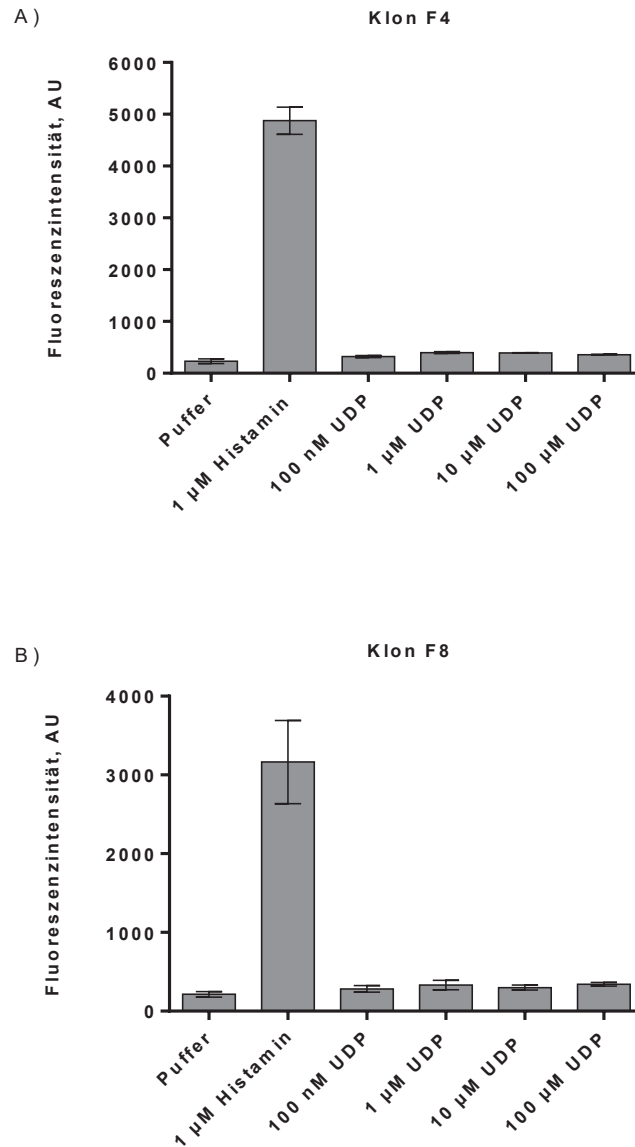 A)
Klon F4
Fluoreszenzintensität, AU
6000
5000
4000
3000
2000
1000
0
Puffer
1 µM Histamin
100 nM UDP
1 µM UDP
10 µM UDP
100 µM UDP
B)
Klon F8
Fluoreszenzintensität, AU
4000
3000
2000
1000
0
Puffer
1 µM Histamin
100 nM UDP
1 µM UDP
10 µM UDP
100 µM UDP